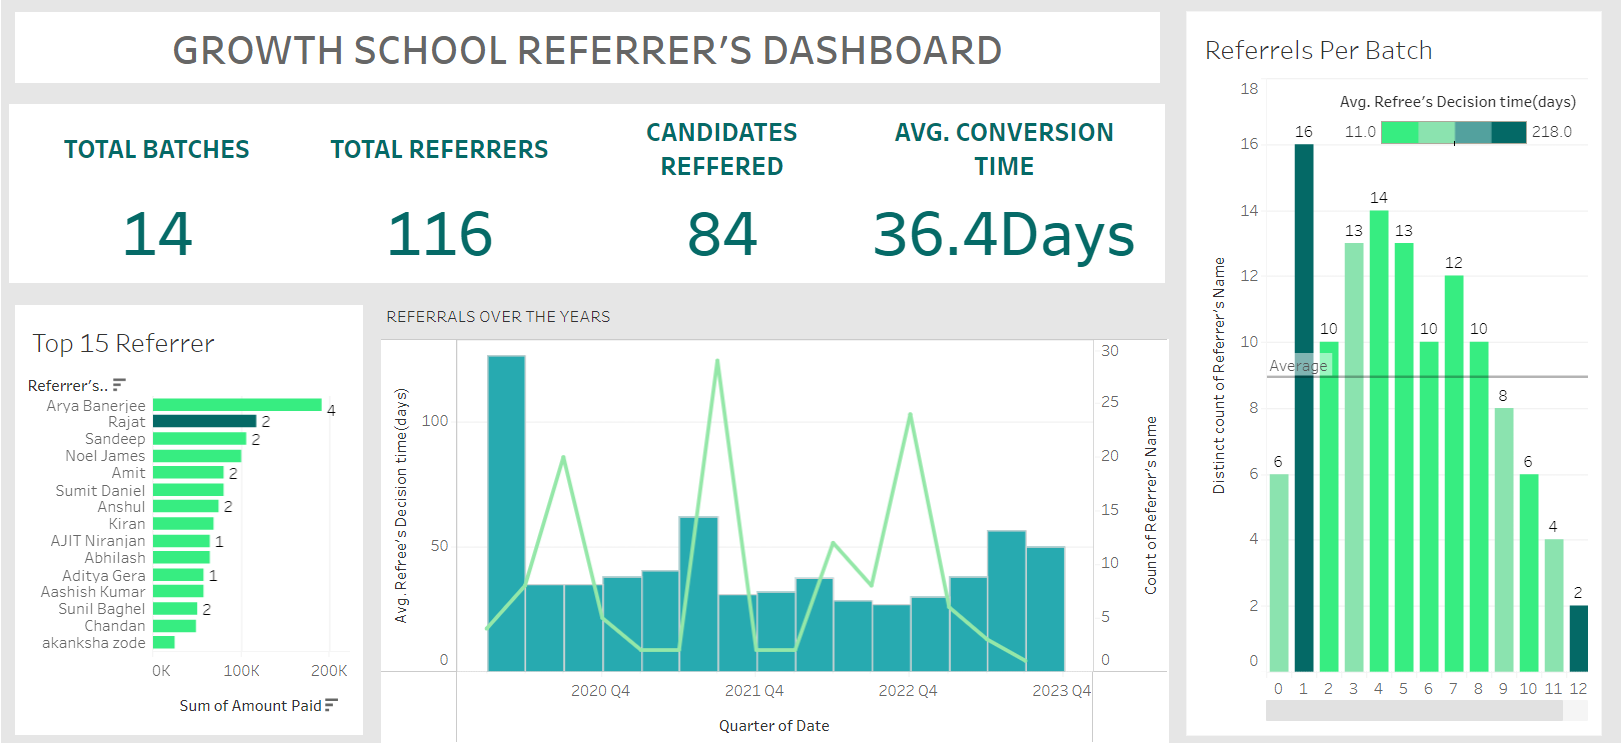 GROWTH SCHOOL REFERRER'S DASHBOARD
TOTAL BATCHES
14
TOTAL REFERRERS
116
CANDIDATES
REFFERED
84
AVG. CONVERSION
TIME
36.4Days
Top 15 Referrer
Referrer's..
Arya Banerjee 4
Rajat 2
Sandeep 2
Noel James
Amit 2
Sumit Daniel
Anshul 2
Kiran
AJIT Niranjan 1
Abhilash
Aditya Gera 1
Aashish Kumar
Sunil Baghel 2
Chandan
akanksha zode
0K 100K 200K
Sum of Amount Paid
REFERRALS OVER THE YEARS
Avg. Refree's Decision time(days)
100
50
0
30
25
20
15
10
5
0
Count of Referrer's Name
2020 Q4 2021 Q4 2022 Q4 2023 Q4
Quarter of Date
Referrels Per Batch
Avg. Refree's Decision time(days)
11.0 218.0
Distinct count of Referrer's Name
18
16
14
12
10
8
6
4
2
0
Average
6 16 10 13 14 13 10 12 10 8 6 4 2
0 1 2 3 4 5 6 7 8 9 10 11 12